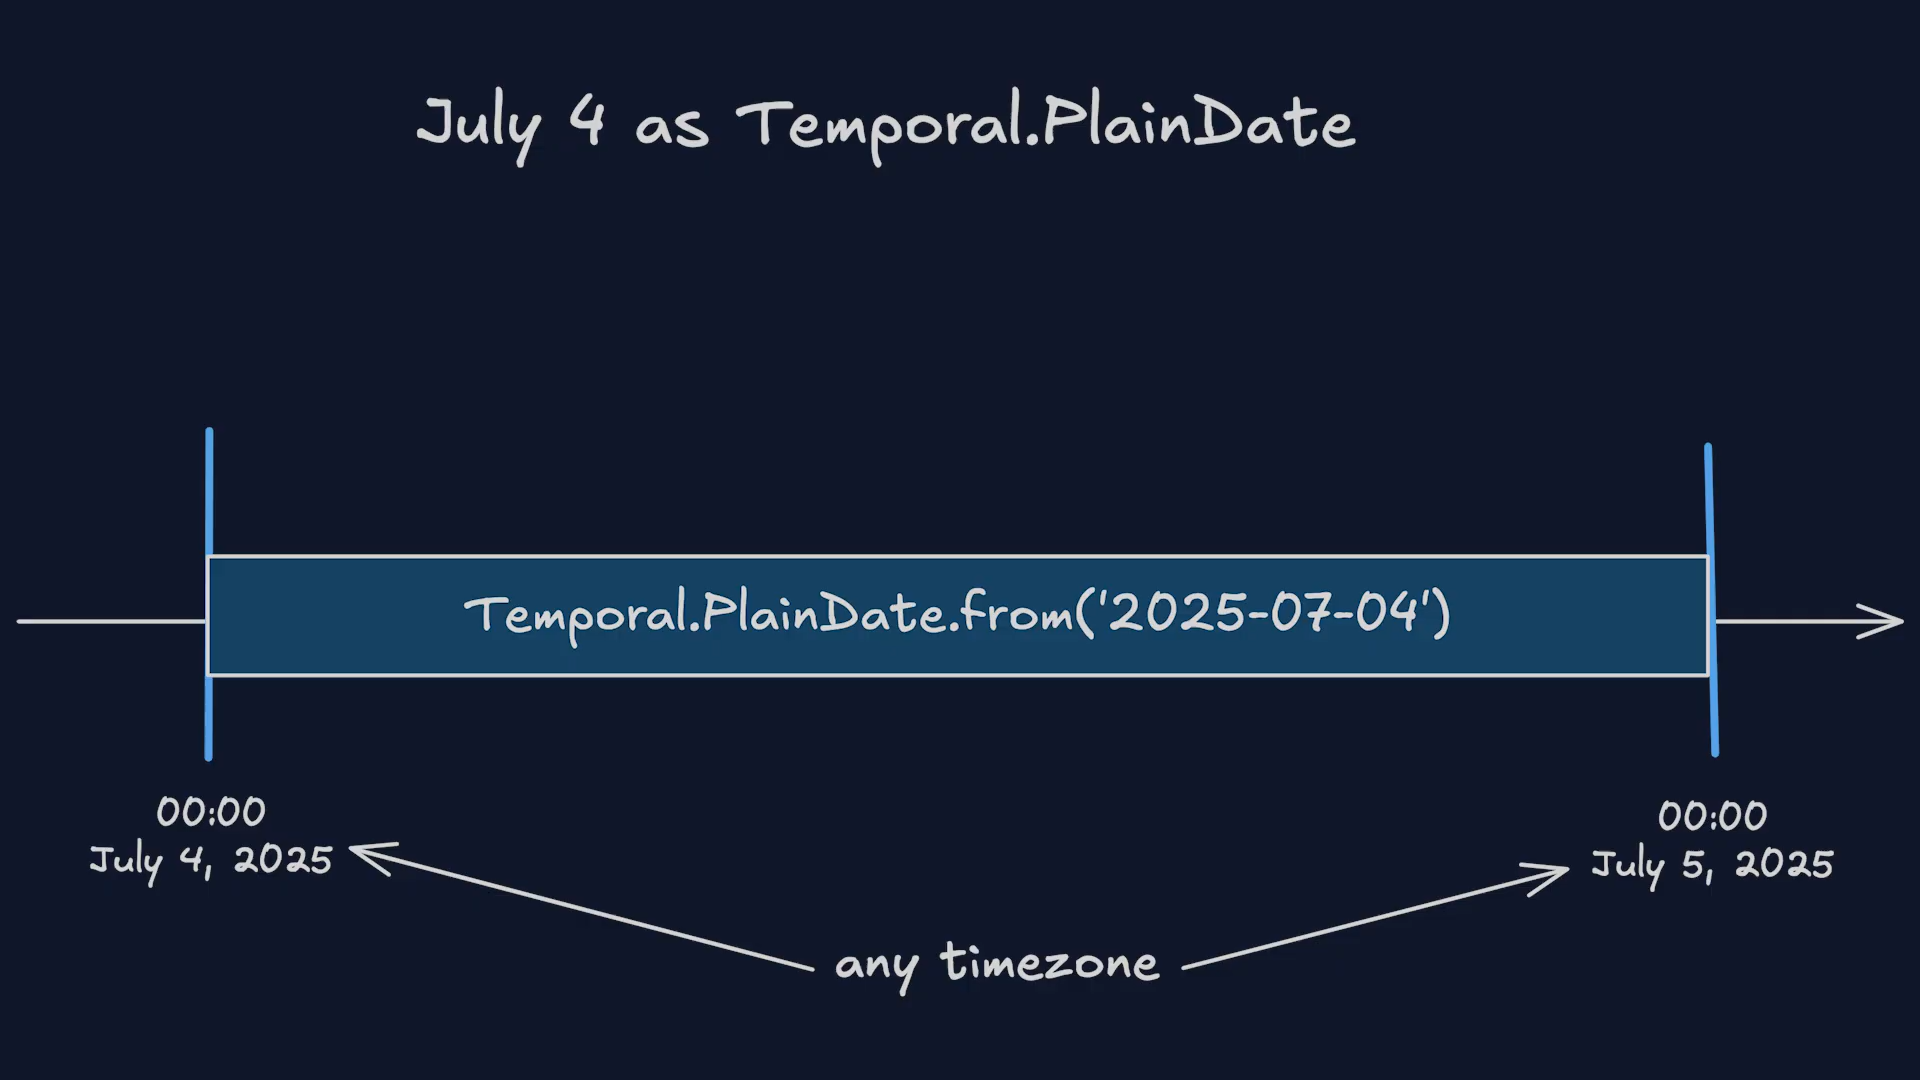 July 4 as Temporal.PlainDate
Temporal.PlainDate.from('2025-07-04')
00:00
July 4, 2025
00:00
July 5, 2025
any timezone